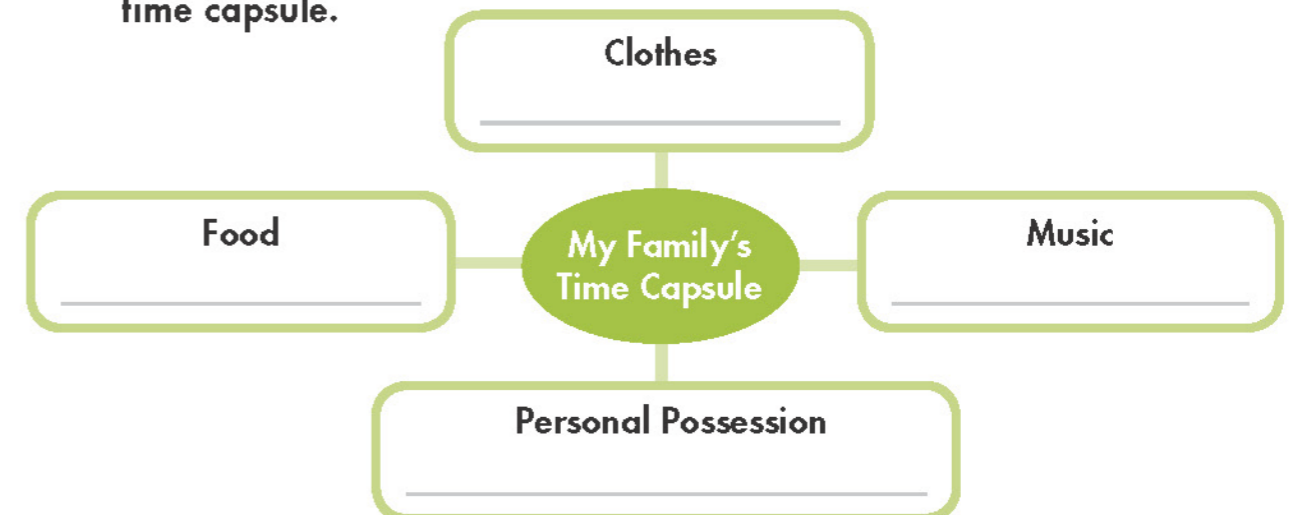 time capsule.
Clothes
Food
My Family's
Time Capsule
Music
Personal Possession